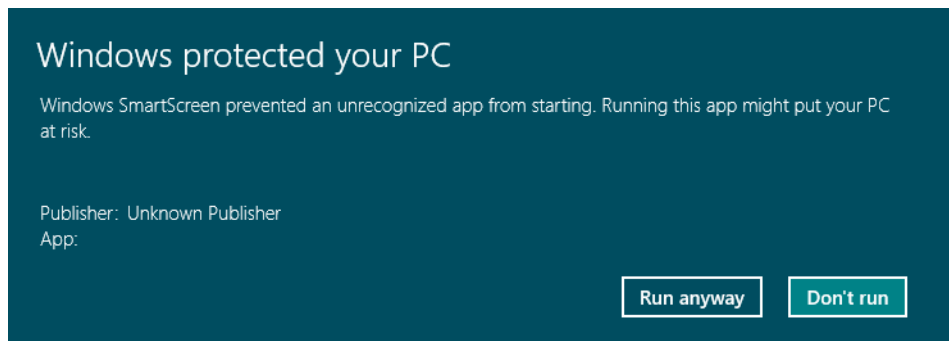 Windows protected your PC
Windows SmartScreen prevented an unrecognized app from starting. Running this app might put your PC
at risk.
Publisher: Unknown Publisher
App:
Run anyway
Don't run